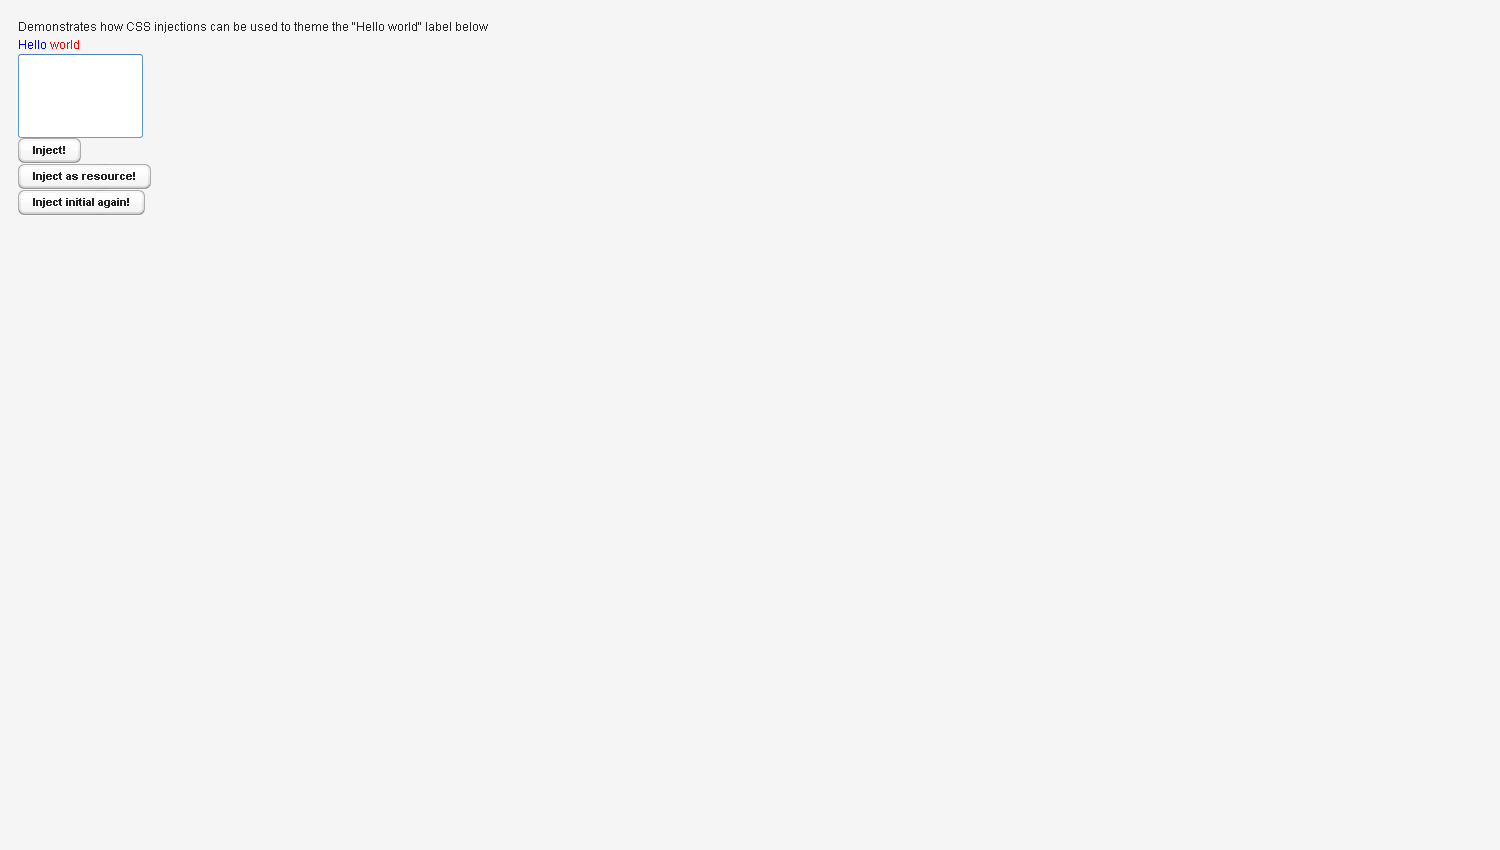 Demonstrates how CSS injections can be used to theme the "Hello world" label below
Hello world
Inject!
Inject as resource!
Inject initial again!